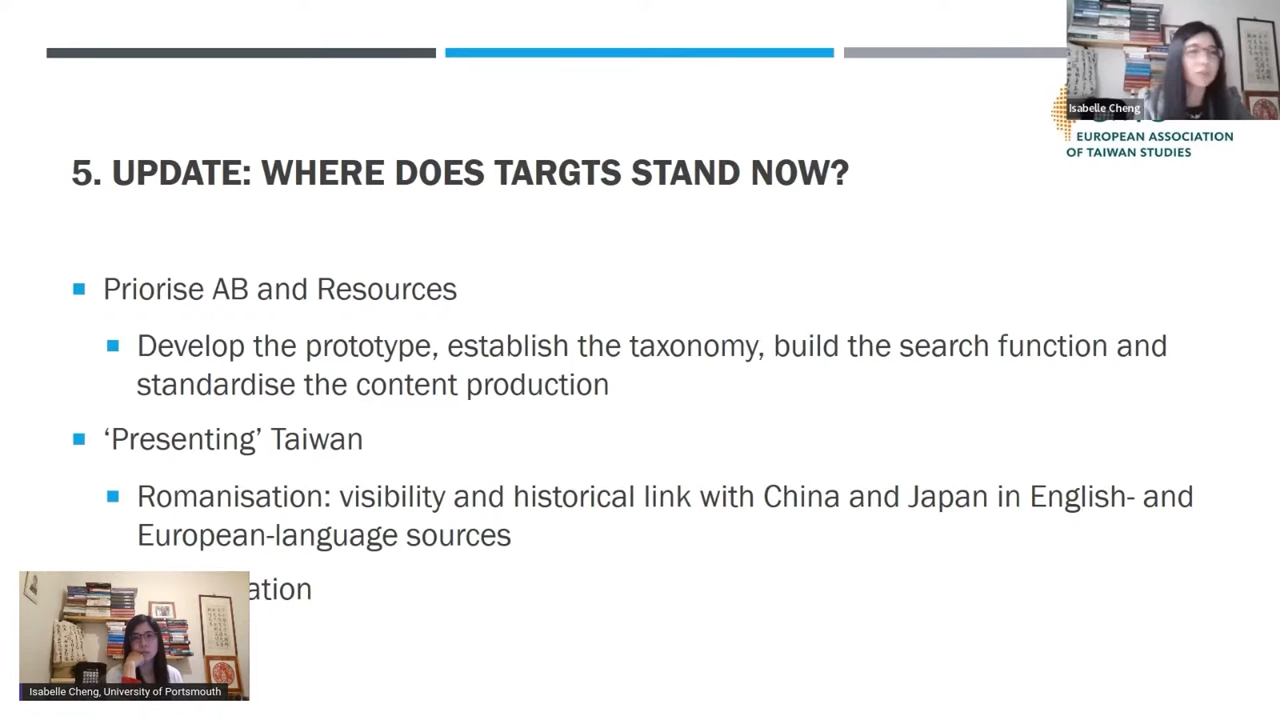 Isabelle Cheng
EUROPEAN ASSOCIATION
OF TAIWAN STUDIES
5. UPDATE: WHERE DOES TARGTS STAND NOW?
Priorise AB and Resources
Develop the prototype, establish the taxonomy, build the search function and
standardise the content production
‘Presenting’ Taiwan
Romanisation: visibility and historical link with China and Japan in English- and
European-language sources
Isabelle Cheng, University of Portsmouth